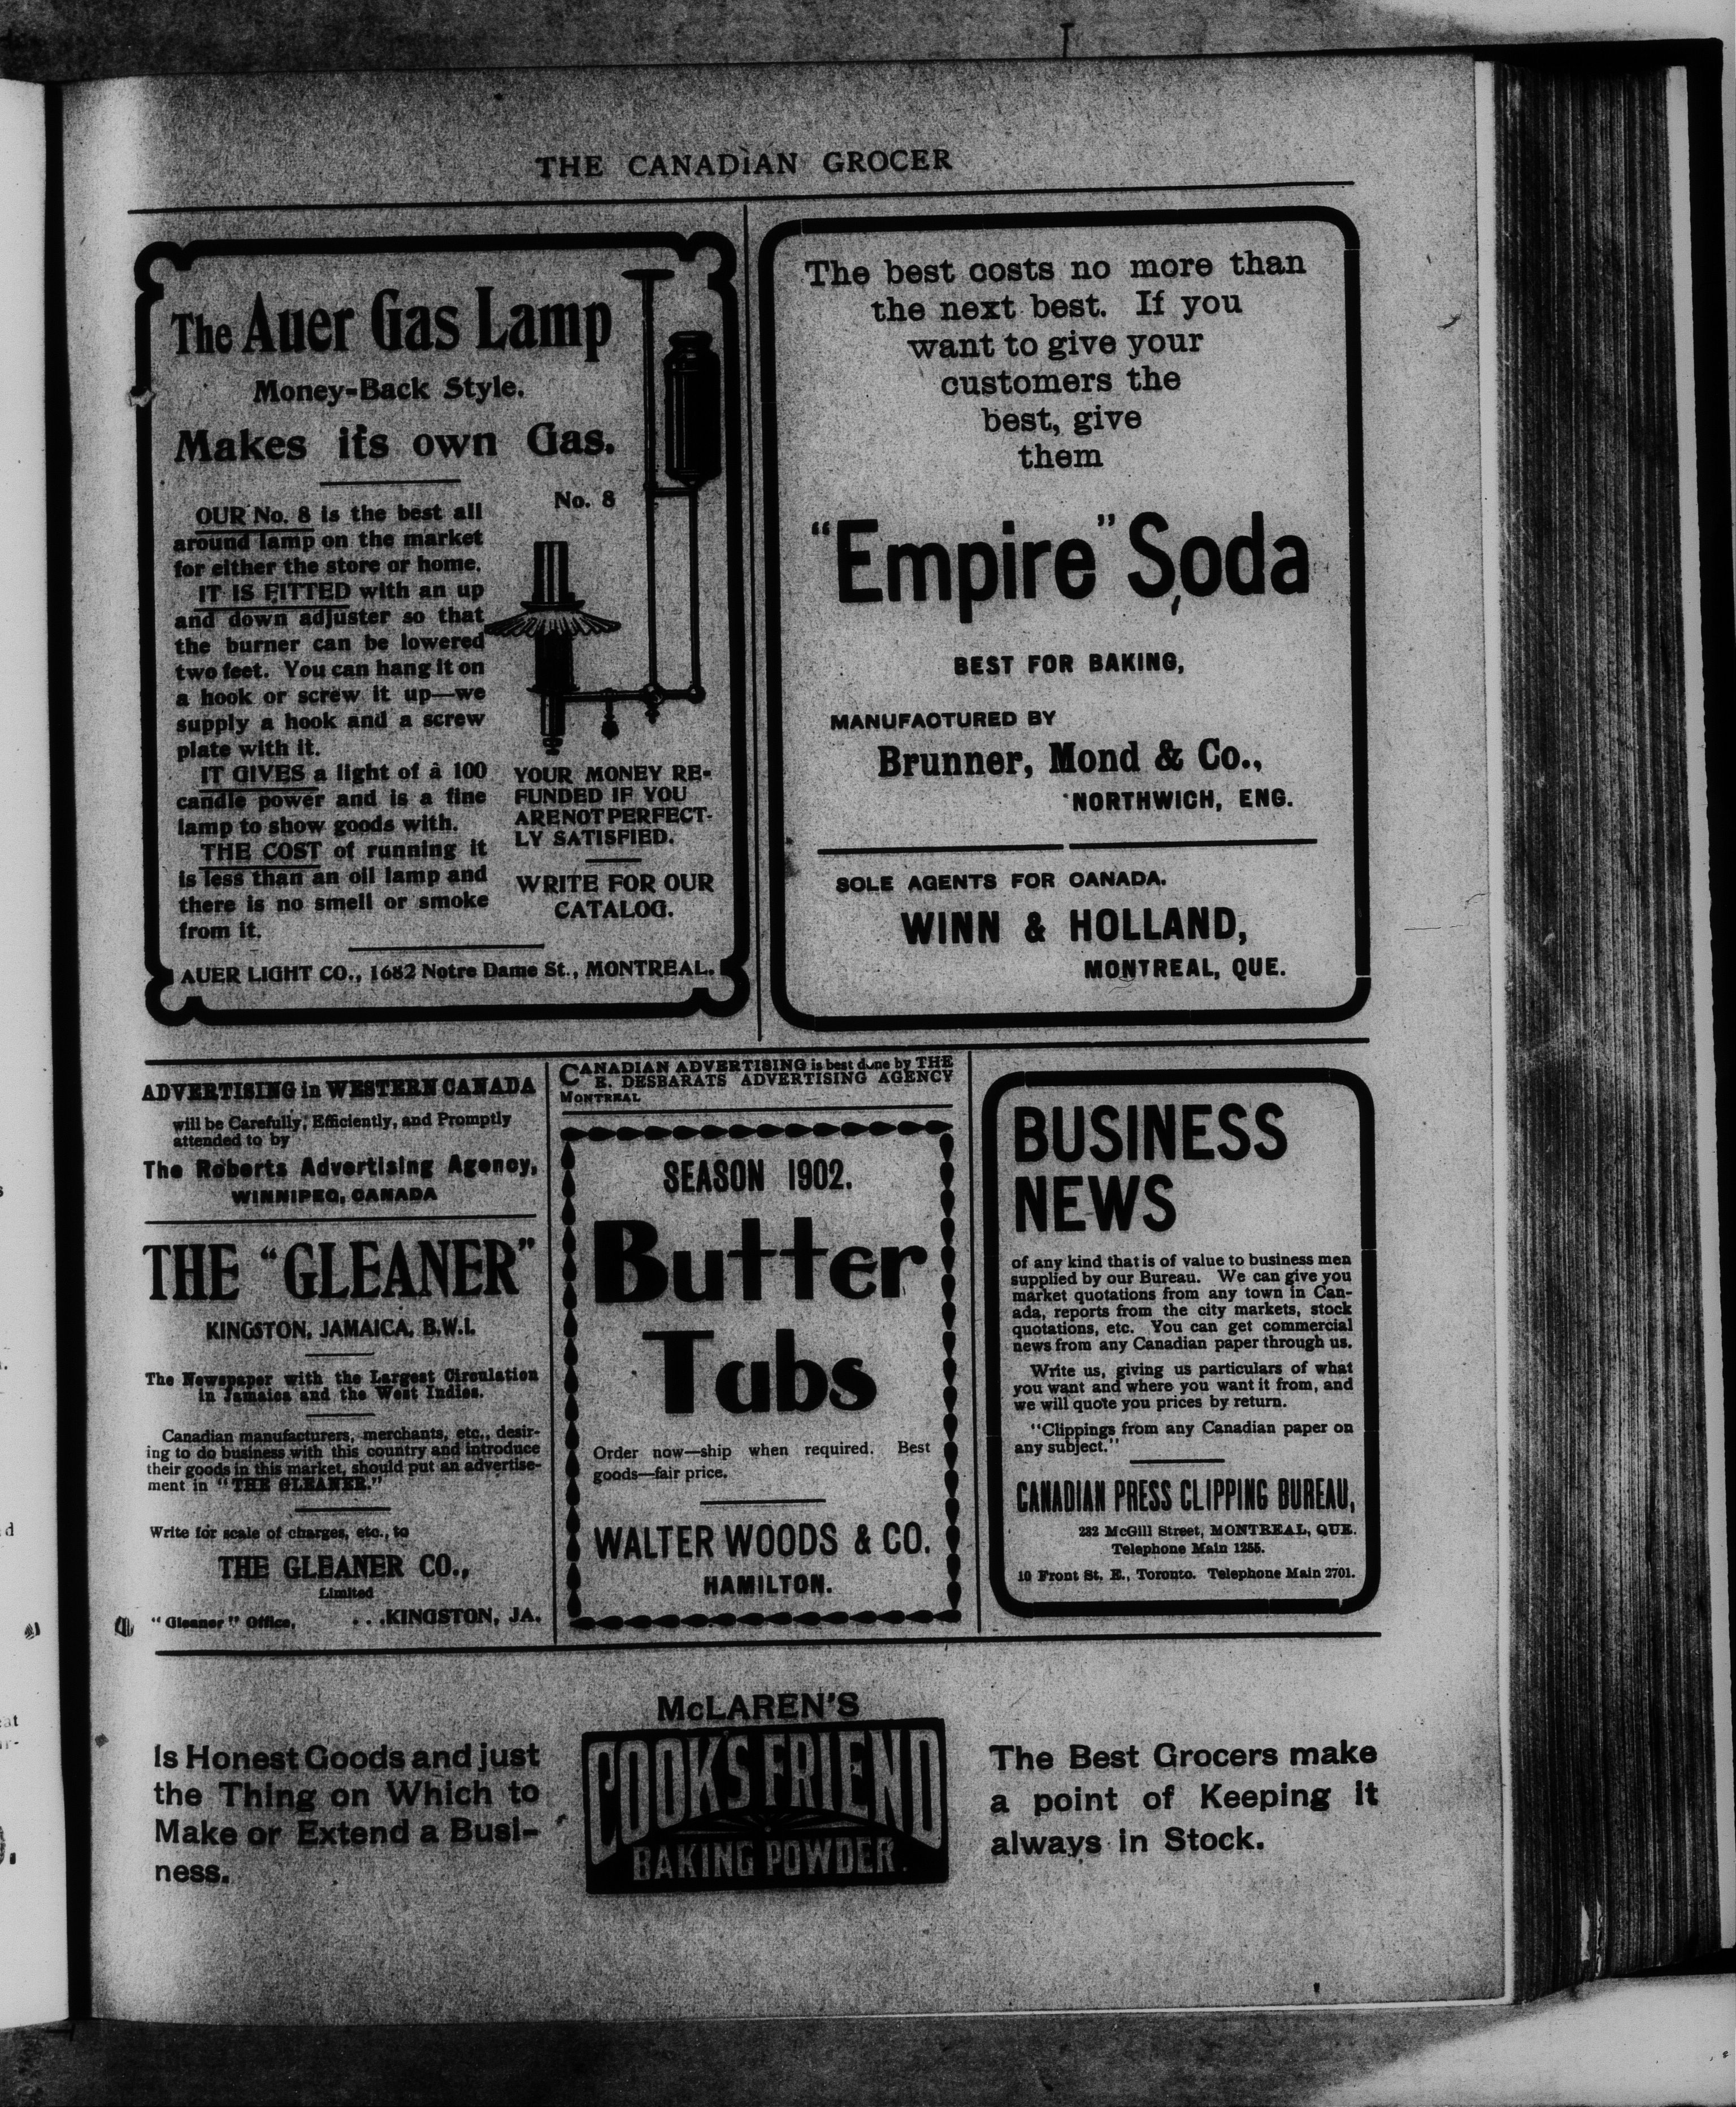 THE CANADIAN GROCER
The Auer Gas Lamp
Money-Back Style.
Makes its own Gas.
No. 8
OUR No. 8 is the best all
around lamp on the market
for either the store or home.
IT IS FITTED with an up
and down adjuster so that
the burner can be lowered
two feet. You can hang it on
a hook or screw it up—we
supply a hook and a screw
plate with it.
IT GIVES a light of à 100
candle power and is a fine
lamp to show goods with.
THE COST of running it
is less than an oil lamp and
there is no smell or smoke
from it.
YOUR MONEY RE-
FUNDED IF YOU
ARE NOT PERFECT-
LY SATISFIED.
WRITE FOR OUR
CATALOG.
AUER LIGHT CO., 1682 Notre Dame St., MONTREAL.
The best costs no more than
the next best. If you
want to give your
customers the
best, give
them
"Empire" Soda
BEST FOR BAKING,
MANUFACTURED BY
Brunner, Mond & Co.,
NORTHWICH, ENG.
SOLE AGENTS FOR CANADA.
WINN & HOLLAND,
MONTREAL, QUE.
ADVERTISING in WESTERN CANADA
will be Carefully, Efficiently, and Promptly
attended to by
The Roberts Advertising Agency,
WINNIPEG, CANADA
THE "GLEANER"
KINGSTON, JAMAICA, B.W.I.
The Newspaper with the Largest Circulation
in Jamaica and the West Indies.
Canadian manufacturers, merchants, etc., desir-
ing to do business with this country and introduce
their goods in this market, should put an advertise-
ment in "THE GLEANER."
Write for scale of charges, etc., to
THE GLEANER CO.,
Limited
"Gleaner" Office, . . .KINGSTON, JA.
CANADIAN ADVERTISING is best done by THE
E. DESBARATS ADVERTISING AGENCY
MONTREAL
SEASON 1902.
Butter
Tubs
Order now—ship when required. Best
goods—fair price.
WALTER WOODS & CO.
HAMILTON.
BUSINESS
NEWS
of any kind that is of value to business men
supplied by our Bureau. We can give you
market quotations from any town in Can-
ada, reports from the city markets, stock
quotations, etc. You can get commercial
news from any Canadian paper through us.
Write us, giving us particulars of what
you want and where you want it from, and
we will quote you prices by return.
"Clippings from any Canadian paper on
any subject."
CANADIAN PRESS CLIPPING BUREAU,
232 McGill Street, MONTREAL, QUE.
Telephone Main 1255.
10 Front St. E., Toronto. Telephone Main 2701.
Is Honest Goods and just
the Thing on Which to
Make or Extend a Busi-
ness.
McLAREN'S
COOK'S FRIEND
BAKING POWDER.
The Best Grocers make
a point of Keeping it
always in Stock.